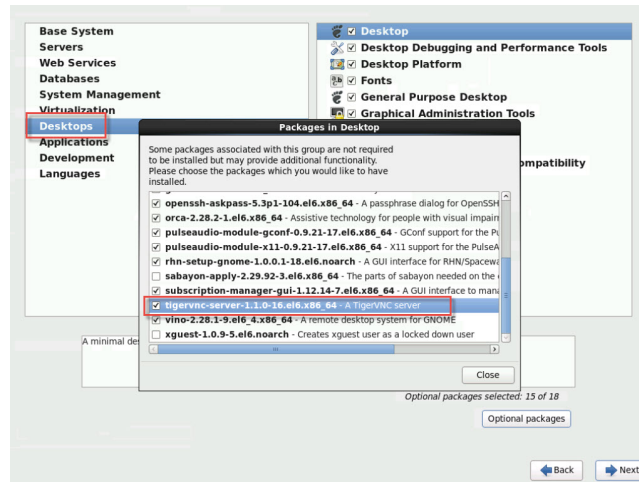 Base System
Servers
Web Services
Databases
System Management
Virtualization
Desktops
Applications
Development
Languages
Desktop
Desktop Debugging and Performance Tools
Desktop Platform
Fonts
General Purpose Desktop
Graphical Administration Tools
Packages in Desktop
Some packages associated with this group are not required
to be installed but may provide additional functionality.
Please choose the packages which you would like to have
installed.
openssh-askpass-5.3p1-104.el6.x86_64 - A passphrase dialog for OpenSSH
orca-2.28.2-1.el6.x86_64 - Assistive technology for people with visual impair
pulseaudio-module-gconf-0.9.21-17.el6.x86_64 - GConf support for the Pu
pulseaudio-module-x11-0.9.21-17.el6.x86_64 - X11 support for the PulseA
rhn-setup-gnome-1.0.0.1-18.el6.noarch - A GUI interface for RHN/Spacewa
sabayon-apply-2.29.92-3.el6.x86_64 - The parts of sabayon needed on the
subscription-manager-gui-1.12.14-7.el6.x86_64 - A GUI interface to mana
tigervnc-server-1.1.0-16.el6.x86_64 - A TigerVNC server
vino-2.28.1-9.el6_4.x86_64 - A remote desktop system for GNOME
xguest-1.0.9-5.el6.noarch - Creates xguest user as a locked down user
Close
ompatibility
A minimal des
Optional packages selected: 15 of 18
Optional packages
Back
Next